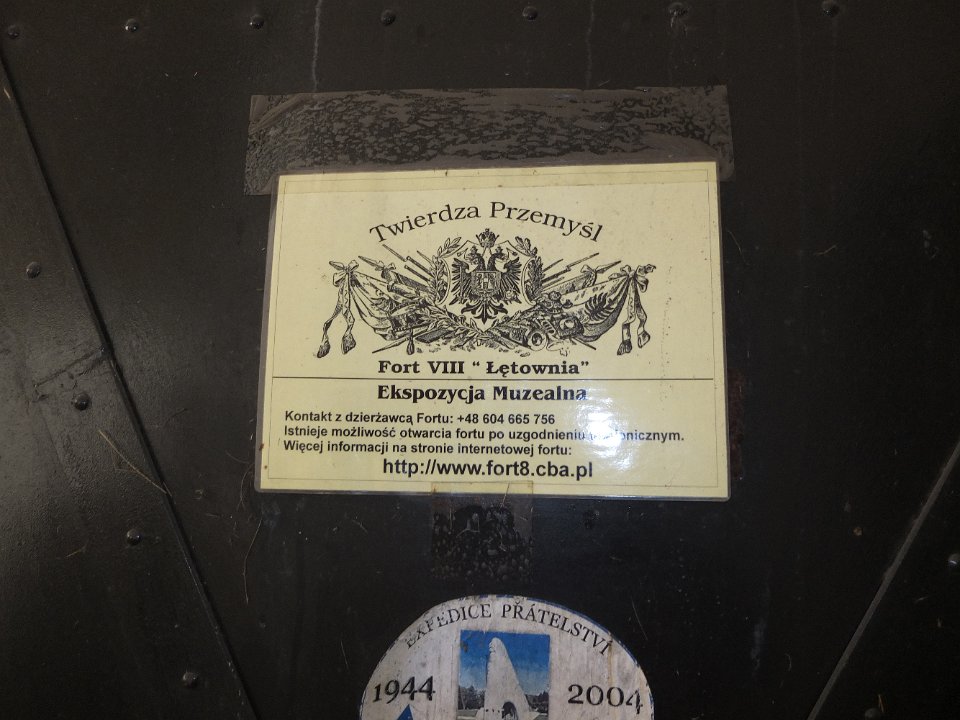 Twierdza Przemyśl
Fort VIII " Łętownia"
Ekspozycja Muzealna
Kontakt z dzierżawcą Fortu: +48 604 665 756
Istnieje możliwość otwarcia fortu po uzgodnieniu telefonicznym.
Więcej informacji na stronie internetowej fortu:
http://www.fort8.cba.pl
EXPEDICE PŘÁTELSTVÍ
1944 2004